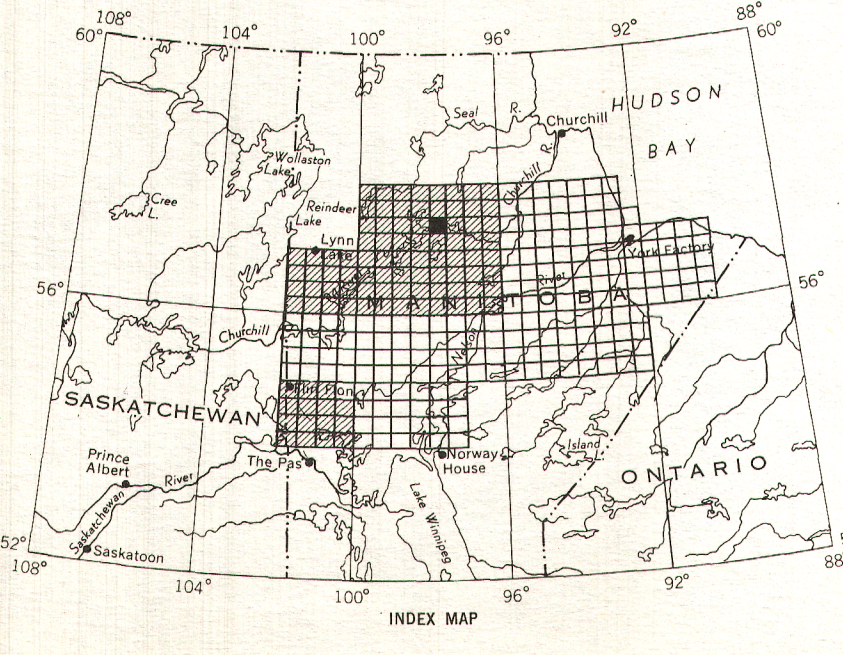 108°
104°
100°
96°
92°
88°
60°
60°
HUDSON
BAY
Seal R.
Churchill
Churchill R.
Wollaston
Lake
Cree
L.
Reindeer
Lake
Lynn
Lake
York Factory
River
56°
56°
MANITOBA
Churchill
Nelson
Flin Flon
SASKATCHEWAN
Prince
Albert
River
Saskatchewan
The Pas
Norway
House
Island
ONTARIO
Lake Winnipeg
Saskatoon
52°
108°
104°
100°
96°
92°
88
INDEX MAP